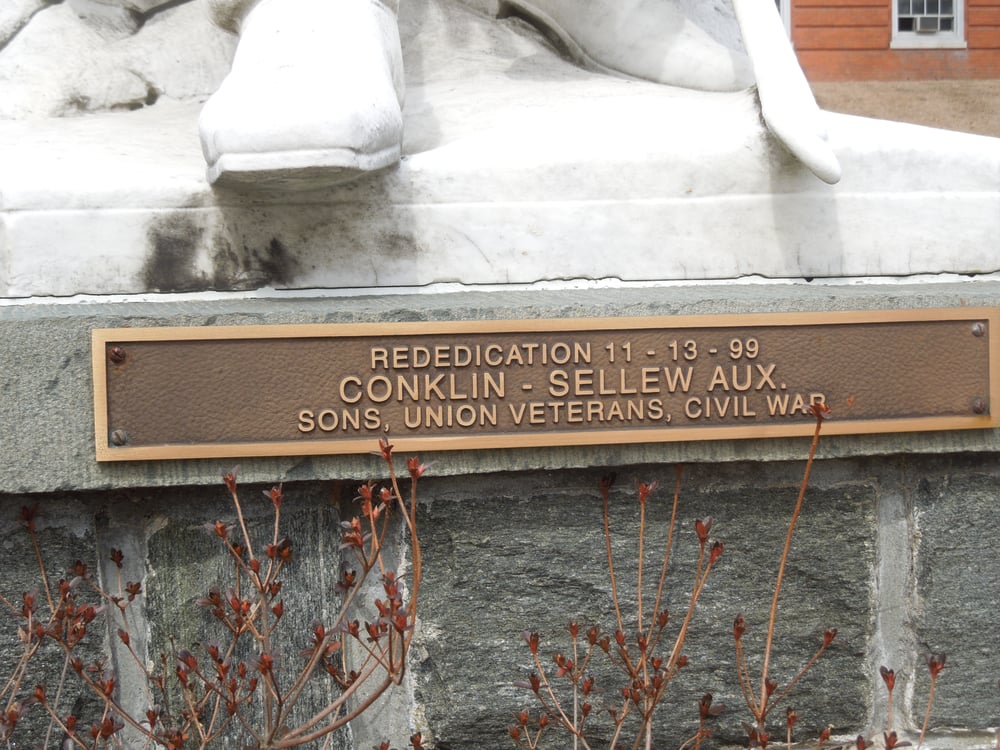 REDEDICATION 11 - 13 - 99
CONKLIN - SELLEW AUX.
SONS, UNION VETERANS, CIVIL WAR